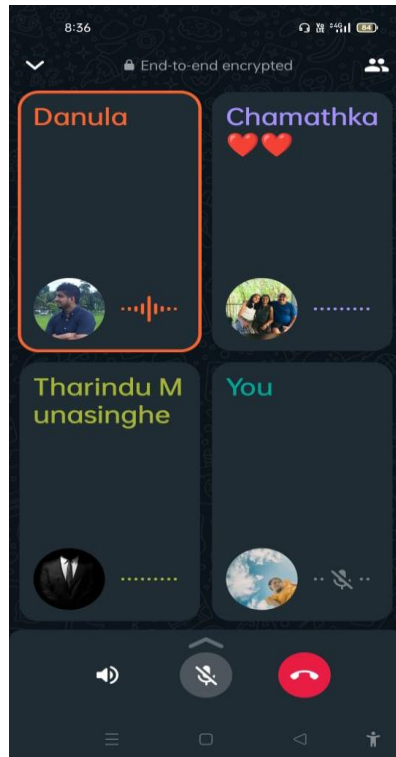 8:36
84
End-to-end encrypted
Danula
Chamathka
❤️❤️
Tharindu M
unasinghe
You